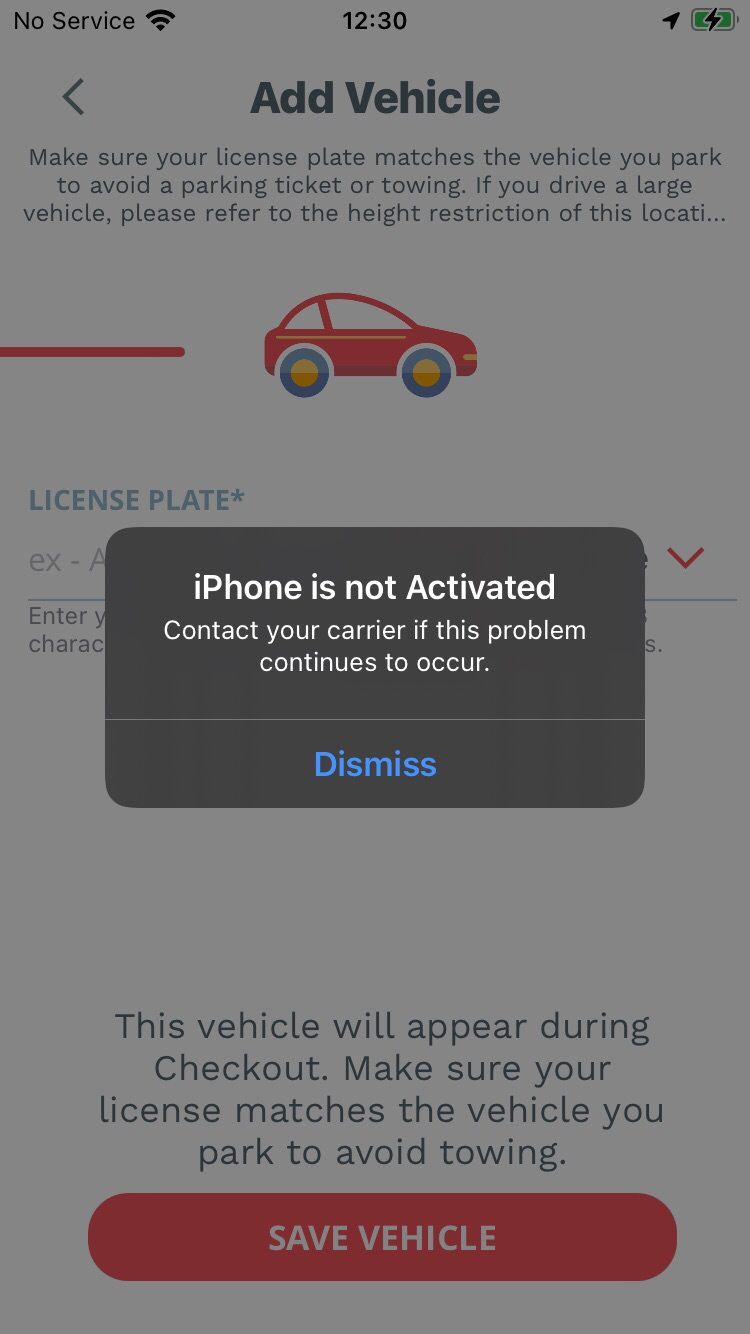 No Service
12:30
Add Vehicle
Make sure your license plate matches the vehicle you park
to avoid a parking ticket or towing. If you drive a large
vehicle, please refer to the height restriction of this locati...
LICENSE PLATE*
ex - A
Enter y
charac
s.
iPhone is not Activated
Contact your carrier if this problem
continues to occur.
Dismiss
This vehicle will appear during
Checkout. Make sure your
license matches the vehicle you
park to avoid towing.
SAVE VEHICLE